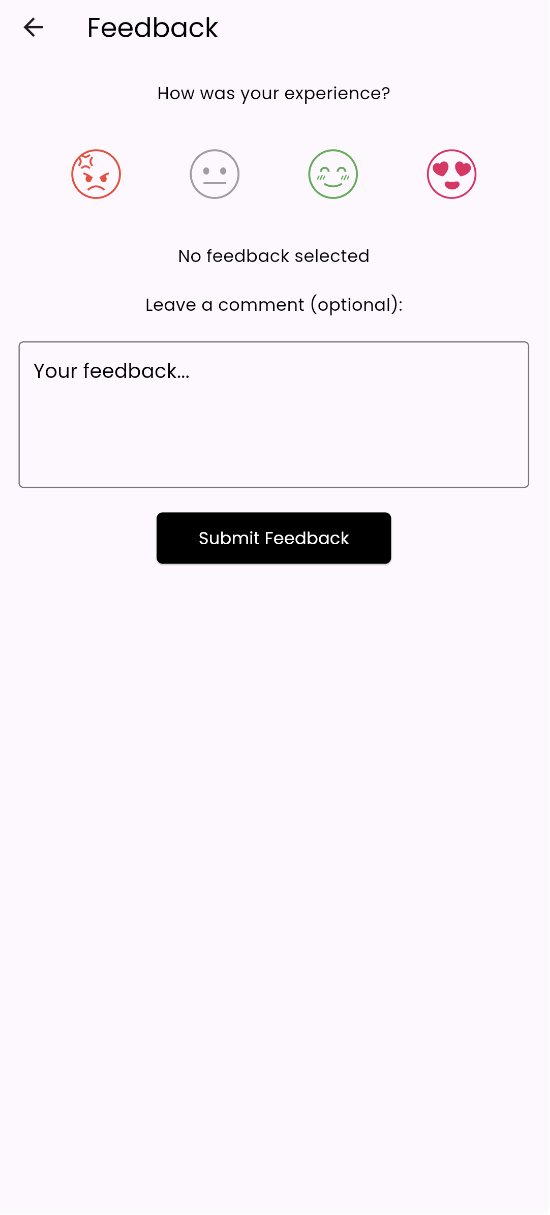 Feedback
How was your experience?
No feedback selected
Leave a comment (optional):
Your feedback...
Submit Feedback